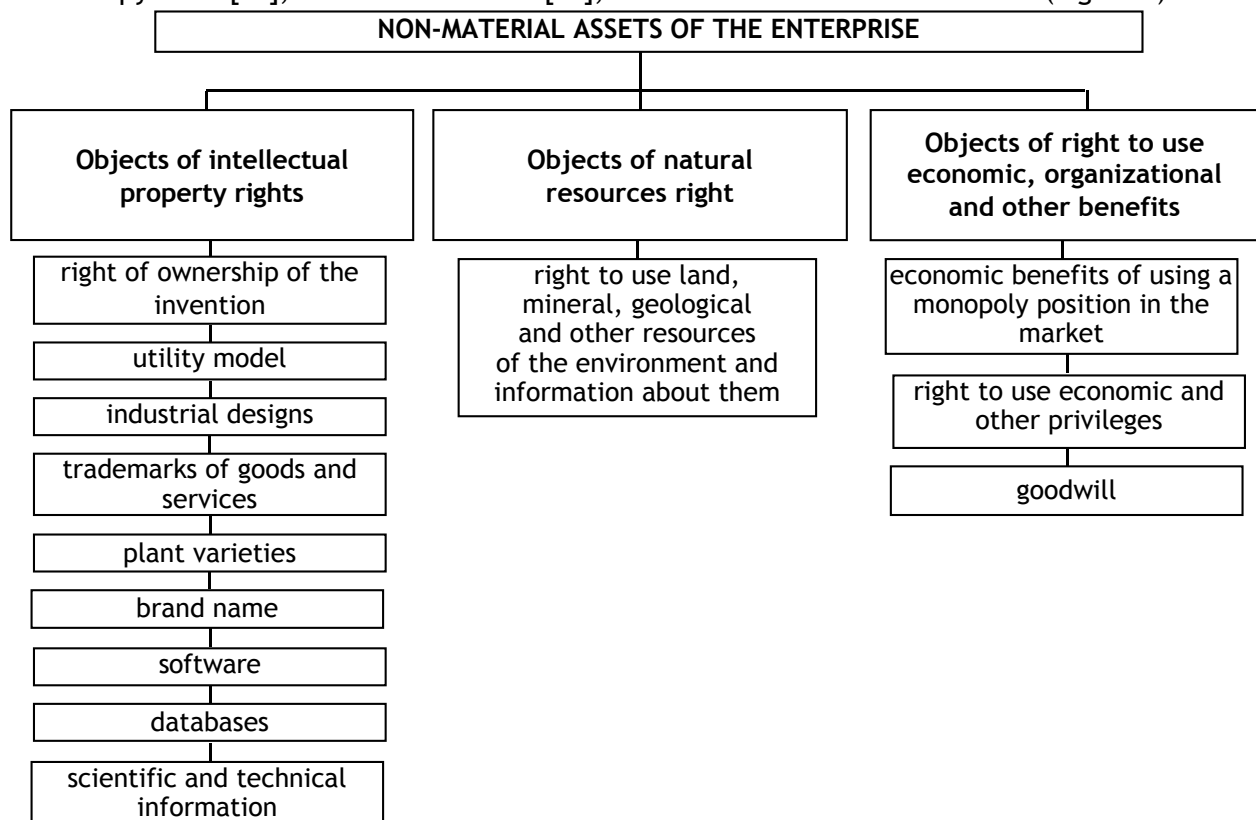 NON-MATERIAL ASSETS OF THE ENTERPRISE
Objects of intellectual
property rights
Objects of natural
resources right
Objects of right to use
economic, organizational
and other benefits
right of ownership of the
invention
utility model
industrial designs
trademarks of goods and
services
plant varieties
brand name
software
databases
scientific and technical
information
right to use land,
mineral, geological
and other resources
of the environment and
information about them
economic benefits of using a
monopoly position in the
market
right to use economic and
other privileges
goodwill